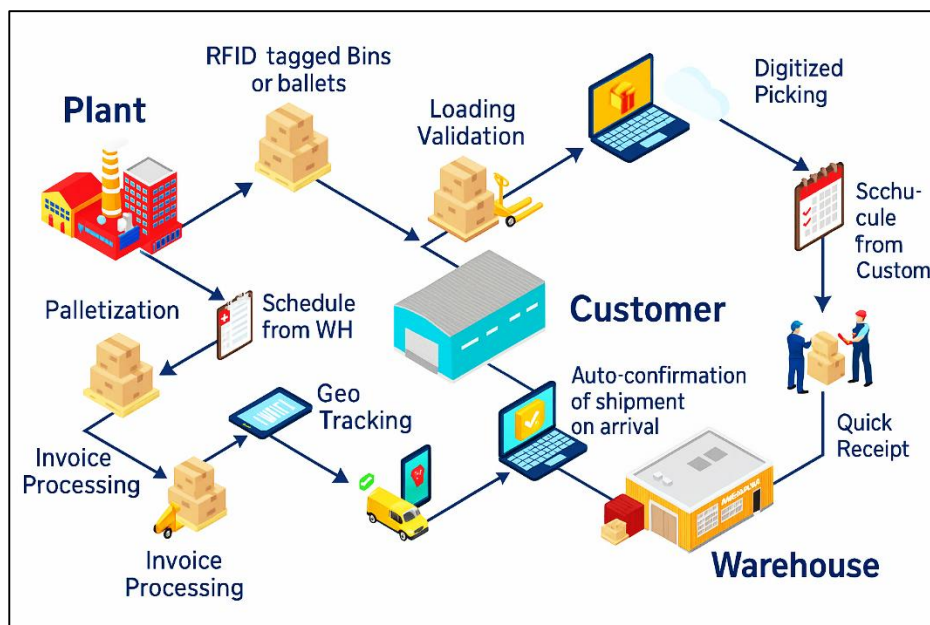 RFID tagged Bins
or ballets
Plant
Loading
Validation
Digitized
Picking
Scchu-
cule
from
Custom
Palletization
Schedule
from WH
Customer
Geo
Tracking
Auto-confirmation
of shipment
on arrival
Quick
Receipt
Invoice
Processing
Invoice
Processing
Warehouse